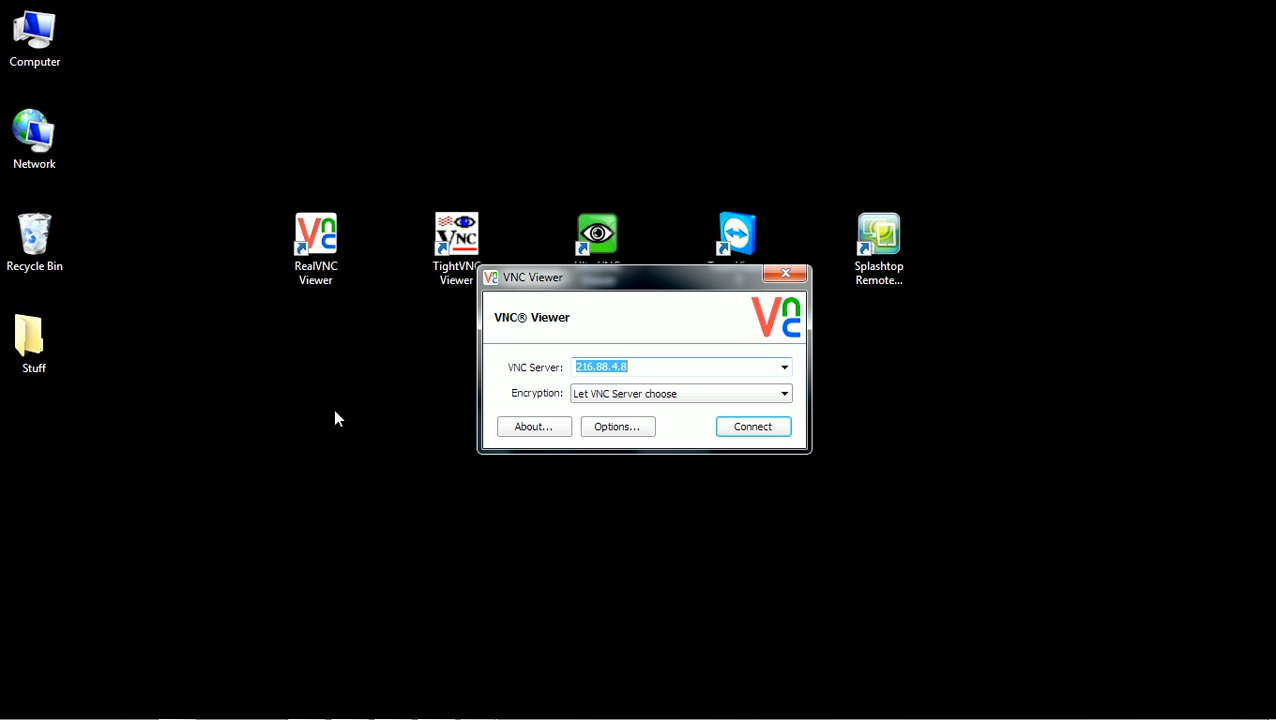 Computer
Network
Recycle Bin
Stuff
RealVNC
Viewer
TightVNC
Viewer
Splashtop
Remote...
VNC Viewer
VNC® Viewer
VNC Server:
216.88.4.8
Encryption:
Let VNC Server choose
About...
Options...
Connect